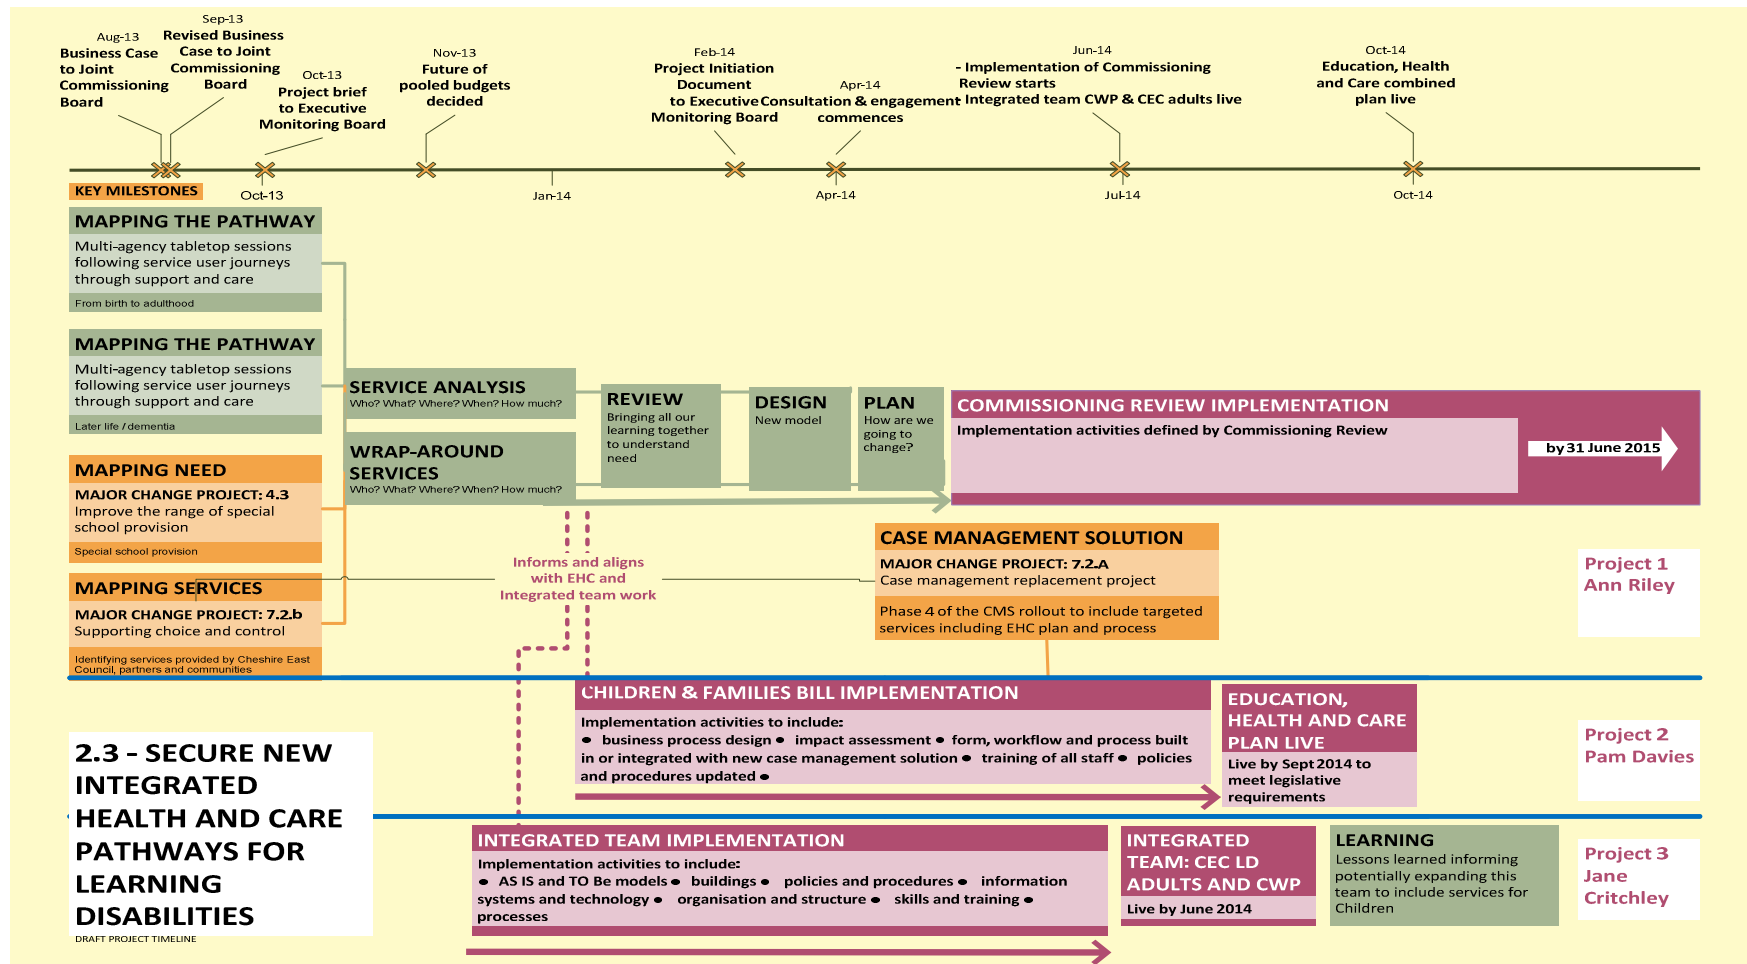 Aug-13
Business Case
to Joint
Commissioning
Board
Sep-13
Revised Business
Case to Joint
Commissioning
Board
Oct-13
Project brief
to Executive
Monitoring Board
Nov-13
Future of
pooled budgets
decided
Feb-14
Project Initiation
Document
to Executive
Monitoring Board
Apr-14
Consultation & engagement
commences
Jun-14
- Implementation of Commissioning
Review starts
- Integrated team CWP & CEC adults live
Oct-14
Education, Health
and Care combined
plan live
KEY MILESTONES
Oct-13
Jan-14
Apr-14
Jul-14
Oct-14
MAPPING THE PATHWAY
Multi-agency tabletop sessions
following service user journeys
through support and care
From birth to adulthood
MAPPING THE PATHWAY
Multi-agency tabletop sessions
following service user journeys
through support and care
Later life / dementia
MAPPING NEED
MAJOR CHANGE PROJECT: 4.3
Improve the range of special
school provision
Special school provision
MAPPING SERVICES
MAJOR CHANGE PROJECT: 7.2.b
Supporting choice and control
Identifying services provided by Cheshire East
Council, partners and communities
SERVICE ANALYSIS
Who? What? Where? When? How much?
WRAP-AROUND
SERVICES
Who? What? Where? When? How much?
REVIEW
Bringing all our
learning together
to understand
need
DESIGN
New model
PLAN
How are we
going to
change?
COMMISSIONING REVIEW IMPLEMENTATION
Implementation activities defined by Commissioning Review
by 31 June 2015
Informs and aligns
with EHC and
Integrated team work
CASE MANAGEMENT SOLUTION
MAJOR CHANGE PROJECT: 7.2.A
Case management replacement project
Phase 4 of the CMS rollout to include targeted
services including EHC plan and process
Project 1
Ann Riley
CHILDREN & FAMILIES BILL IMPLEMENTATION
Implementation activities to include:
● business process design ● impact assessment ● form, workflow and process built
in or integrated with new case management solution ● training of all staff ● policies
and procedures updated ●
EDUCATION,
HEALTH AND CARE
PLAN LIVE
Live by Sept 2014 to
meet legislative
requirements
Project 2
Pam Davies
2.3 - SECURE NEW
INTEGRATED
HEALTH AND CARE
PATHWAYS FOR
LEARNING
DISABILITIES
DRAFT PROJECT TIMELINE
INTEGRATED TEAM IMPLEMENTATION
Implementation activities to include:
● AS IS and TO Be models ● buildings ● policies and procedures ● information
systems and technology ● organisation and structure ● skills and training ●
processes
INTEGRATED
TEAM: CEC LD
ADULTS AND CWP
Live by June 2014
LEARNING
Lessons learned informing
potentially expanding this
team to include services for
Children
Project 3
Jane
Critchley